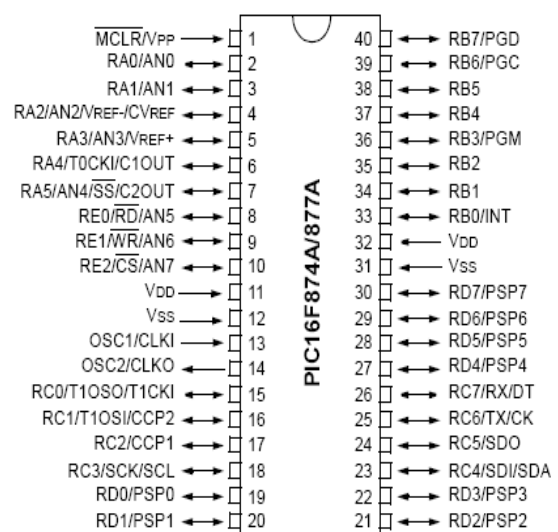 MCLR/VPP 1 40 RB7/PGD
RA0/AN0 2 39 RB6/PGC
RA1/AN1 3 38 RB5
RA2/AN2/VREF-/CVREF 4 37 RB4
RA3/AN3/VREF+ 5 36 RB3/PGM
RA4/T0CKI/C1OUT 6 35 RB2
RA5/AN4/SS/C2OUT 7 34 RB1
RE0/RD/AN5 8 33 RB0/INT
RE1/WR/AN6 9 32 VDD
RE2/CS/AN7 10 31 VSS
VDD 11 30 RD7/PSP7
VSS 12 29 RD6/PSP6
OSC1/CLKI 13 28 RD5/PSP5
OSC2/CLKO 14 27 RD4/PSP4
RC0/T1OSO/T1CKI 15 26 RC7/RX/DT
RC1/T1OSI/CCP2 16 25 RC6/TX/CK
RC2/CCP1 17 24 RC5/SDO
RC3/SCK/SCL 18 23 RC4/SDI/SDA
RD0/PSP0 19 22 RD3/PSP3
RD1/PSP1 20 21 RD2/PSP2
PIC16F874A/877A